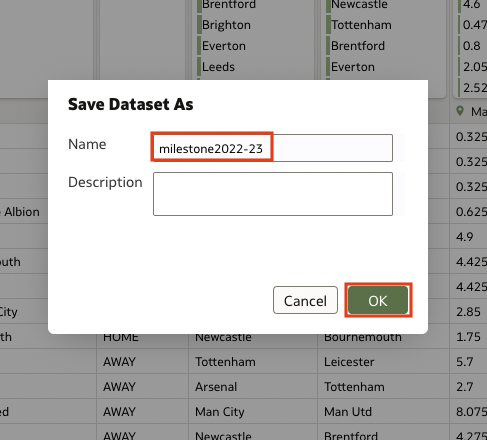 Brentford Newcastle 4.6
Brighton Tottenham 0.47
Everton Brentford 0.8
Leeds Everton 2.05
2.52
Save Dataset As
Ma
0.325
Name milestone2022-23
0.325
0.325
Description
Albion 0.625
4.9
outh 4.425
4.425
Cancel OK
City 2.85
th HOME Newcastle Bournemouth 1.75
AWAY Tottenham Leicester 5.7
AWAY Arsenal Tottenham 2.7
ed AWAY Man City Man Utd 8.075
AWAY Newcastle Brentford 4.275